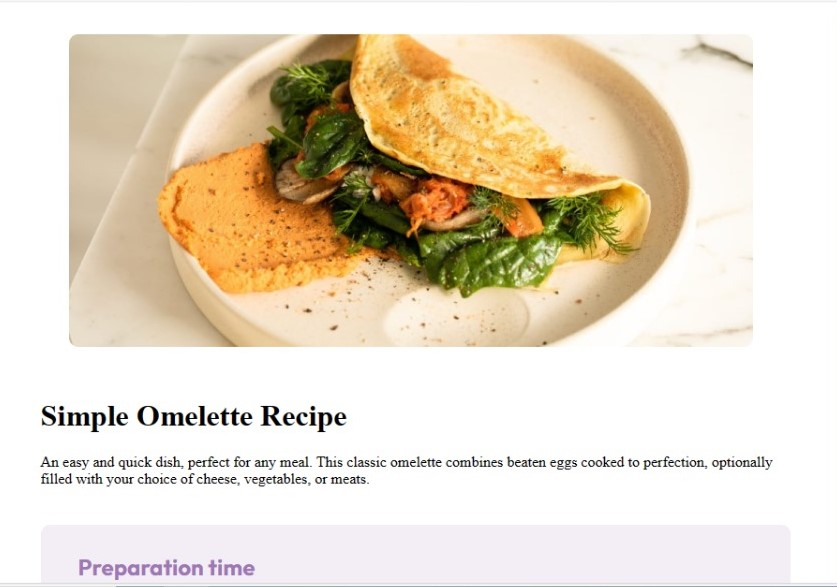 Simple Omelette Recipe
An easy and quick dish, perfect for any meal. This classic omelette combines beaten eggs cooked to perfection, optionally
filled with your choice of cheese, vegetables, or meats.
Preparation time